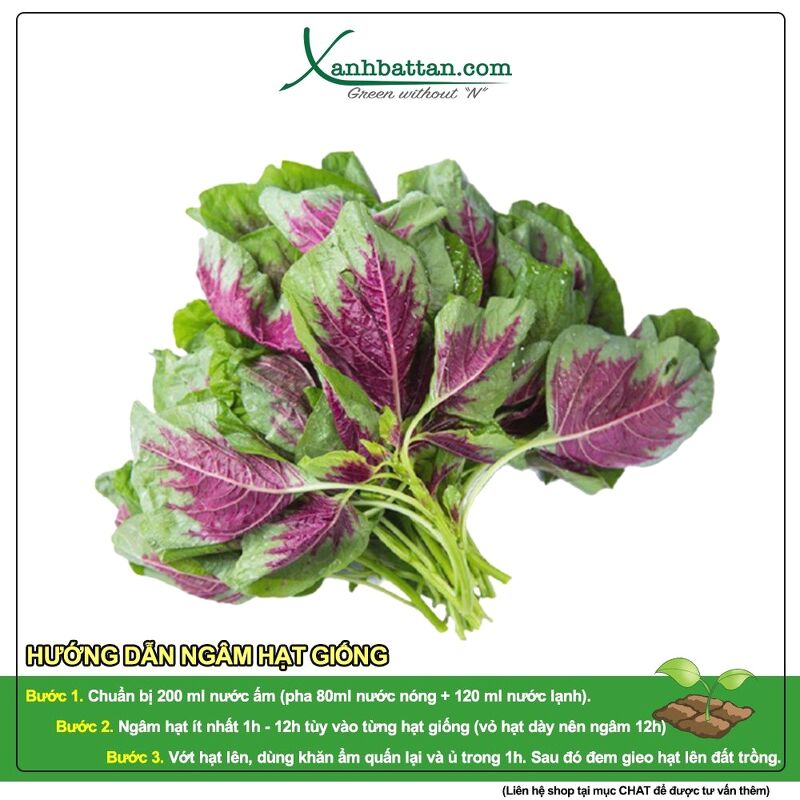 Xanhbattan.com
Green without "N"
HƯỚNG DẪN NGÂM HẠT GIỐNG
Bước 1. Chuẩn bị 200 ml nước ấm (pha 80ml nước nóng + 120 ml nước lạnh).
Bước 2. Ngâm hạt ít nhất 1h - 12h tùy vào từng hạt giống (vỏ hạt dày nên ngâm 12h)
Bước 3. Vớt hạt lên, dùng khăn ẩm quấn lại và ủ trong 1h. Sau đó đem gieo hạt lên đất trồng.
(Liên hệ shop tại mục CHAT để được tư vấn thêm)